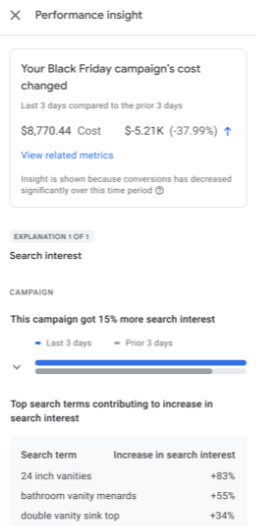 Performance insight
Your Black Friday campaign's cost
changed
Last 3 days compared to the prior 3 days
$8,770.44 Cost $-5.21K (-37.99%) ↑
View related metrics
Insight is shown because conversions has decreased
significantly over this time period
EXPLANATION 1 OF 1
Search interest
CAMPAIGN
This campaign got 15% more search interest
Last 3 days Prior 3 days
Top search terms contributing to increase in
search interest
Search term Increase in search interest
24 inch vanities +83%
bathroom vanity menards +55%
double vanity sink top +34%